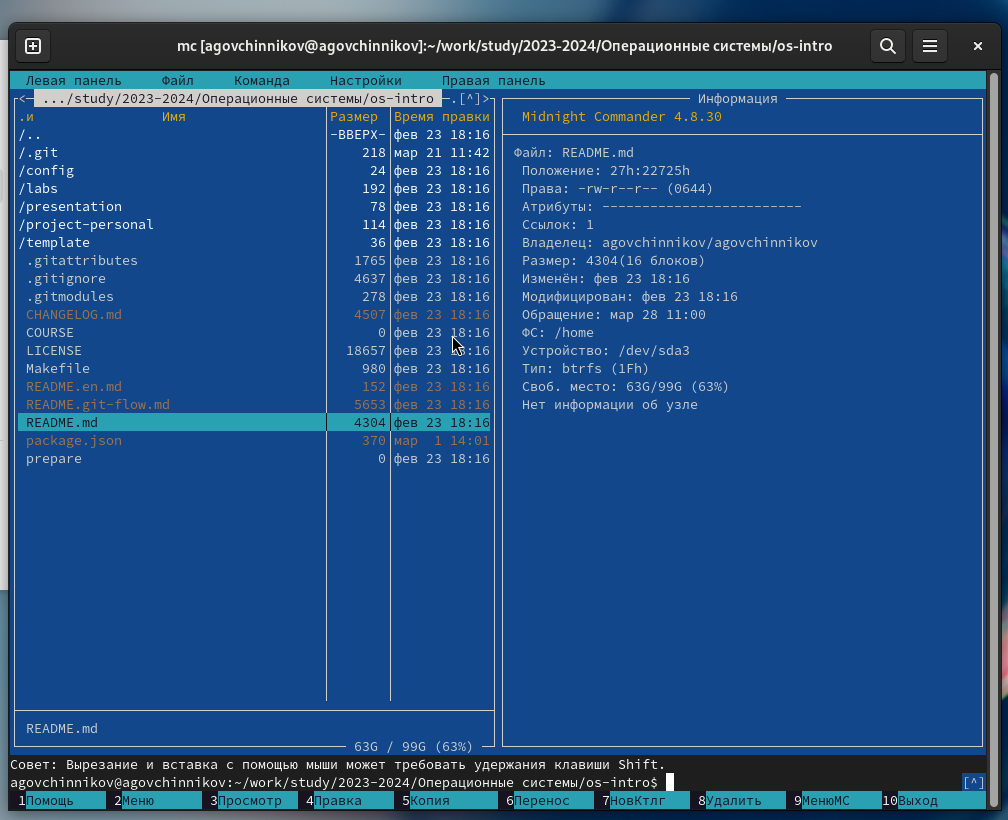 mc [agovchinnikov@agovchinnikov]:~/work/study/2023-2024/Операционные системы/os-intro
Левая панель Файл Команда Настройки Правая панель
<─ .../study/2023-2024/Операционные системы/os-intro ─.[^]>
.и Имя Размер Время правки
/.. -ВВЕРХ- фев 23 18:16
/.git 218 мар 21 11:42
/config 24 фев 23 18:16
/labs 192 фев 23 18:16
/presentation 78 фев 23 18:16
/project-personal 114 фев 23 18:16
/template 36 фев 23 18:16
.gitattributes 1765 фев 23 18:16
.gitignore 4637 фев 23 18:16
.gitmodules 278 фев 23 18:16
CHANGELOG.md 4507 фев 23 18:16
COURSE 0 фев 23 18:16
LICENSE 18657 фев 23 18:16
Makefile 980 фев 23 18:16
README.en.md 152 фев 23 18:16
README.git-flow.md 5653 фев 23 18:16
README.md 4304 фев 23 18:16
package.json 370 мар 1 14:01
prepare 0 фев 23 18:16
README.md
63G / 99G (63%)
Информация
Midnight Commander 4.8.30
Файл: README.md
Положение: 27h:22725h
Права: -rw-r--r-- (0644)
Атрибуты: -------------------------
Ссылок: 1
Владелец: agovchinnikov/agovchinnikov
Размер: 4304(16 блоков)
Изменён: фев 23 18:16
Модифицирован: фев 23 18:16
Обращение: мар 28 11:00
ФС: /home
Устройство: /dev/sda3
Тип: btrfs (1Fh)
Своб. место: 63G/99G (63%)
Нет информации об узле
Совет: Вырезание и вставка с помощью мыши может требовать удержания клавиши Shift.
agovchinnikov@agovchinnikov:~/work/study/2023-2024/Операционные системы/os-intro$ [^]
1Помощь 2Меню 3Просмотр 4Правка 5Копия 6Перенос 7НовКтлг 8Удалить 9МенюМС 10Выход